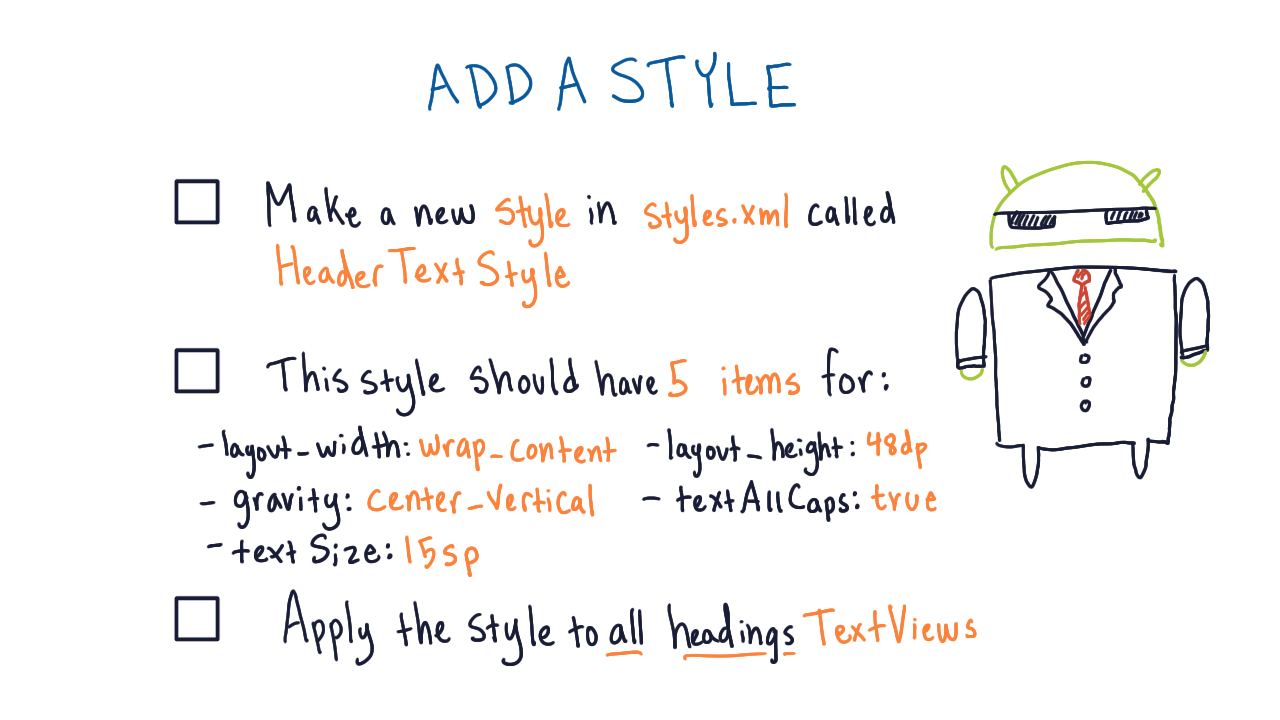 ADD A STYLE
Make a new style in styles.xml called
HeaderTextStyle
This style should have 5 items for:
- layout_width: wrap_content - layout_height: 48dp
- gravity: center_vertical - textAllCaps: true
- textSize: 15sp
Apply the style to all headings TextViews